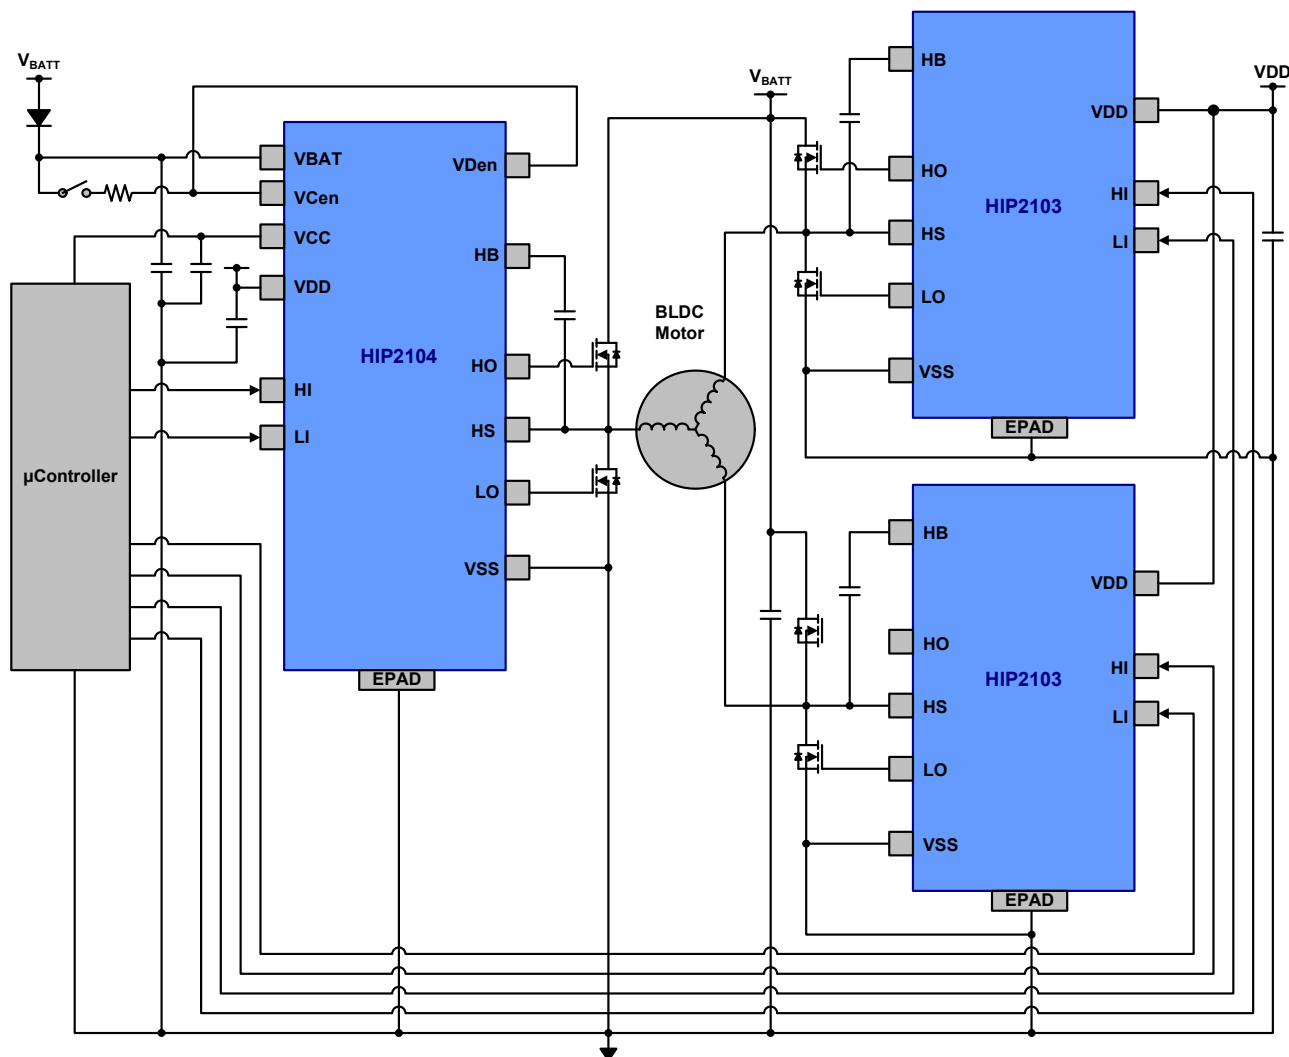 V_BATT
VBAT
VCen
VCC
VDD
HI
LI
HIP2104
VDen
HB
HO
HS
LO
VSS
EPAD
µController
BLDC
Motor
V_BATT
HB
HO
HS
LO
VSS
HIP2103
VDD
HI
LI
EPAD
VDD
HB
HO
HS
LO
VSS
HIP2103
VDD
HI
LI
EPAD